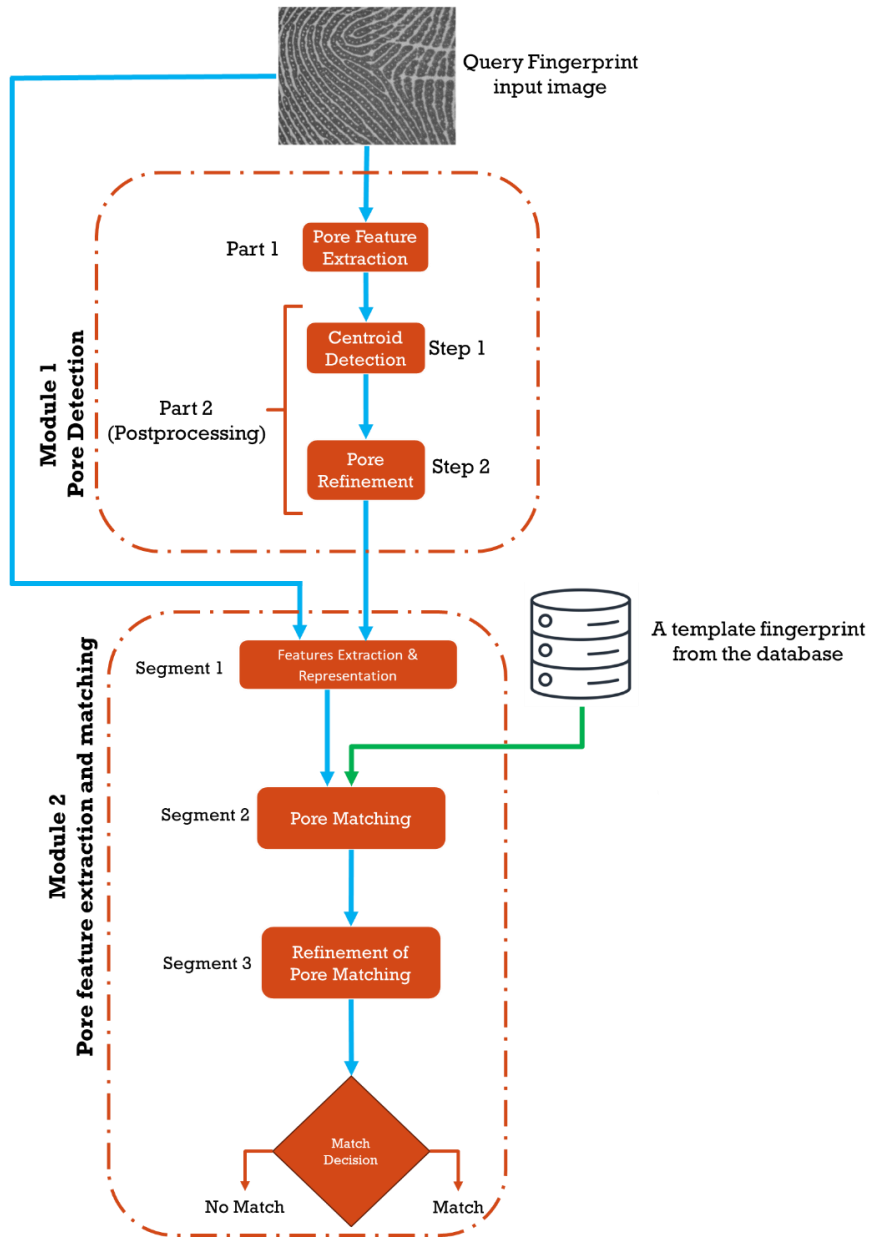 Query Fingerprint
input image
Part 1
Pore Feature
Extraction
Centroid
Detection
Step 1
Part 2
(Postprocessing)
Pore
Refinement
Step 2
Module 1
Pore Detection
A template fingerprint
from the database
Segment 1
Features Extraction &
Representation
Segment 2
Pore Matching
Segment 3
Refinement of
Pore Matching
Module 2
Pore feature extraction and matching
Match
Decision
No Match
Match